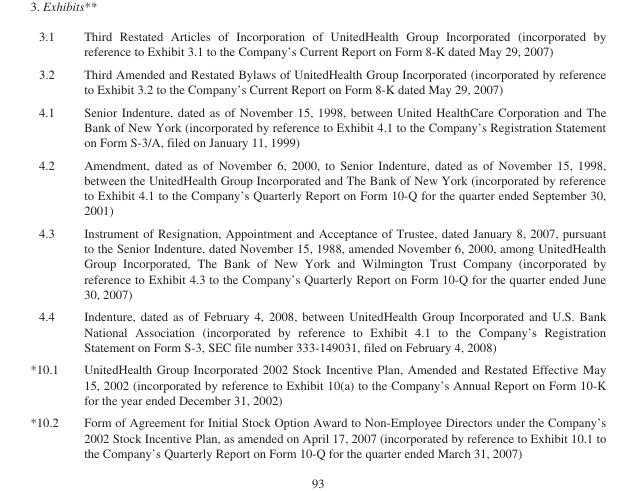 3. Exhibits**
3.1 Third Restated Articles of Incorporation of UnitedHealth Group Incorporated (incorporated by
reference to Exhibit 3.1 to the Company's Current Report on Form 8-K dated May 29, 2007)
3.2 Third Amended and Restated Bylaws of UnitedHealth Group Incorporated (incorporated by reference
to Exhibit 3.2 to the Company's Current Report on Form 8-K dated May 29, 2007)
4.1 Senior Indenture, dated as of November 15, 1998, between United HealthCare Corporation and The
Bank of New York (incorporated by reference to Exhibit 4.1 to the Company's Registration Statement
on Form S-3/A, filed on January 11, 1999)
4.2 Amendment, dated as of November 6, 2000, to Senior Indenture, dated as of November 15, 1998,
between the UnitedHealth Group Incorporated and The Bank of New York (incorporated by reference
to Exhibit 4.1 to the Company's Quarterly Report on Form 10-Q for the quarter ended September 30,
2001)
4.3 Instrument of Resignation, Appointment and Acceptance of Trustee, dated January 8, 2007, pursuant
to the Senior Indenture, dated November 15, 1988, amended November 6, 2000, among UnitedHealth
Group Incorporated, The Bank of New York and Wilmington Trust Company (incorporated by
reference to Exhibit 4.3 to the Company's Quarterly Report on Form 10-Q for the quarter ended June
30, 2007)
4.4 Indenture, dated as of February 4, 2008, between UnitedHealth Group Incorporated and U.S. Bank
National Association (incorporated by reference to Exhibit 4.1 to the Company's Registration
Statement on Form S-3, SEC file number 333-149031, filed on February 4, 2008)
*10.1 UnitedHealth Group Incorporated 2002 Stock Incentive Plan, Amended and Restated Effective May
15, 2002 (incorporated by reference to Exhibit 10(a) to the Company's Annual Report on Form 10-K
for the year ended December 31, 2002)
*10.2 Form of Agreement for Initial Stock Option Award to Non-Employee Directors under the Company's
2002 Stock Incentive Plan, as amended on April 17, 2007 (incorporated by reference to Exhibit 10.1 to
the Company's Quarterly Report on Form 10-Q for the quarter ended March 31, 2007)
93